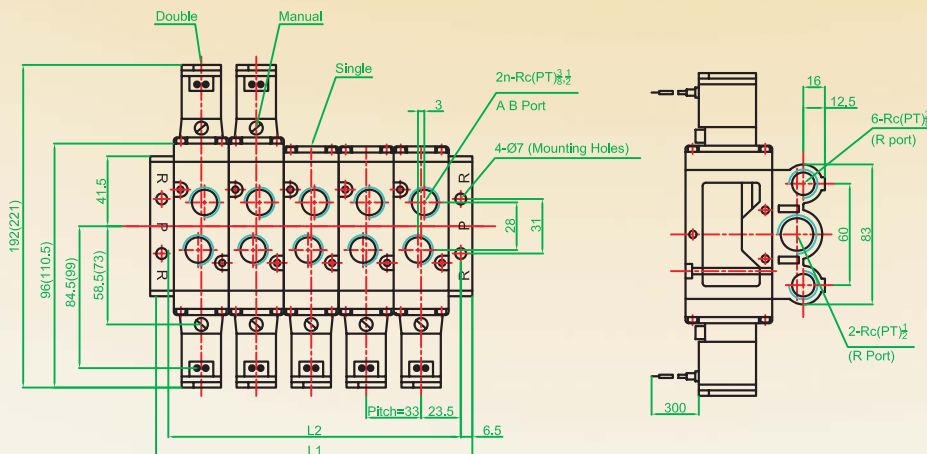 Double
Manual
Single
2n-Rc(PT)3/8,1/2
A B Port
3
4-Ø7 (Mounting Holes)
192(221)
96(110.5)
84.5(99)
58.5(73)
41.5
R
P
R
R
P
R
28
31
Pitch=33
23.5
6.5
L2
L1
16
12.5
6-Rc(PT)
(R port)
60
83
2-Rc(PT)1/2
(R Port)
300